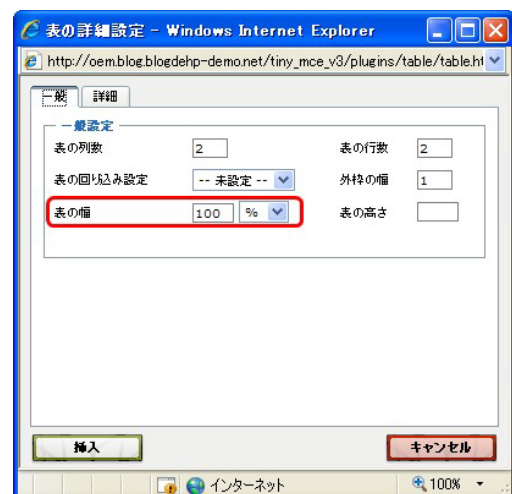 表の詳細設定 - Windows Internet Explorer
http://oem.blog.blogdehp-demo.net/tiny_mce_v3/plugins/table/table.ht
一般 詳細
一般設定
表の列数 2 表の行数 2
表の回り込み設定 -- 未設定 -- 外枠の幅 1
表の幅 100 % 表の高さ
挿入 キャンセル
インターネット 100%